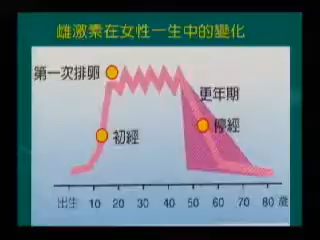 雌激素在女性一生中的變化
第一次排卵
更年期
初經
停經
出生 10 20 30 40 50 60 70 80 歲